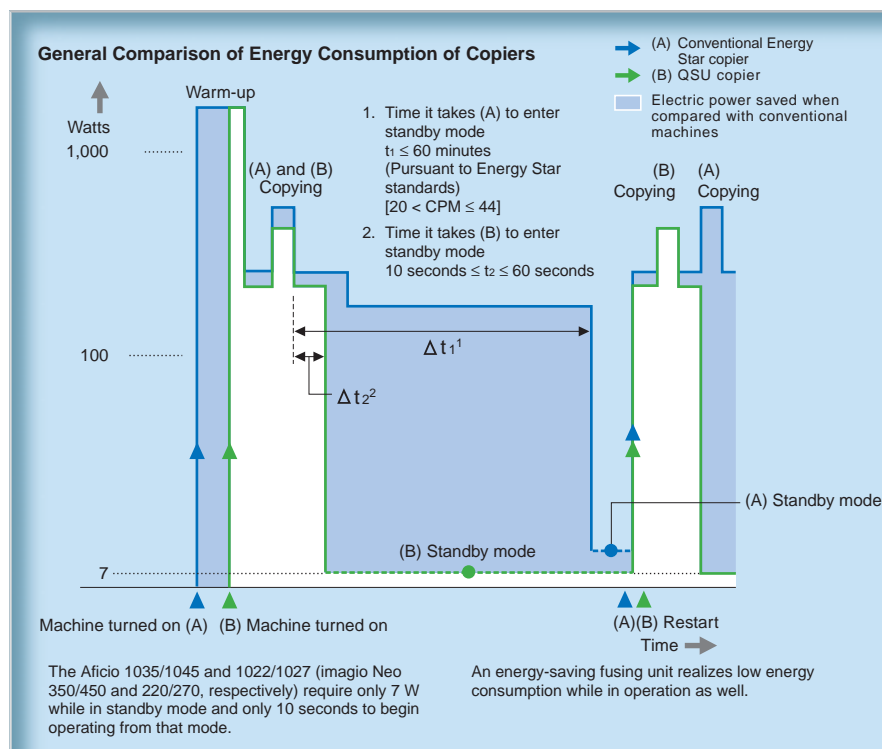 General Comparison of Energy Consumption of Copiers
(A) Conventional Energy
Star copier
(B) QSU copier
Electric power saved when
compared with conventional
machines
Watts
Warm-up
1,000
(A) and (B)
Copying
1. Time it takes (A) to enter
standby mode
t1 ≤ 60 minutes
(Pursuant to Energy Star
standards)
[20 < CPM ≤ 44]
2. Time it takes (B) to enter
standby mode
10 seconds ≤ t2 ≤ 60 seconds
(B)
Copying
(A)
Copying
Δt1¹
100
Δt2²
(A) Standby mode
(B) Standby mode
7
Machine turned on (A)
(B) Machine turned on
(A)(B) Restart
Time
The Aficio 1035/1045 and 1022/1027 (imagio Neo
350/450 and 220/270, respectively) require only 7 W
while in standby mode and only 10 seconds to begin
operating from that mode.
An energy-saving fusing unit realizes low energy
consumption while in operation as well.